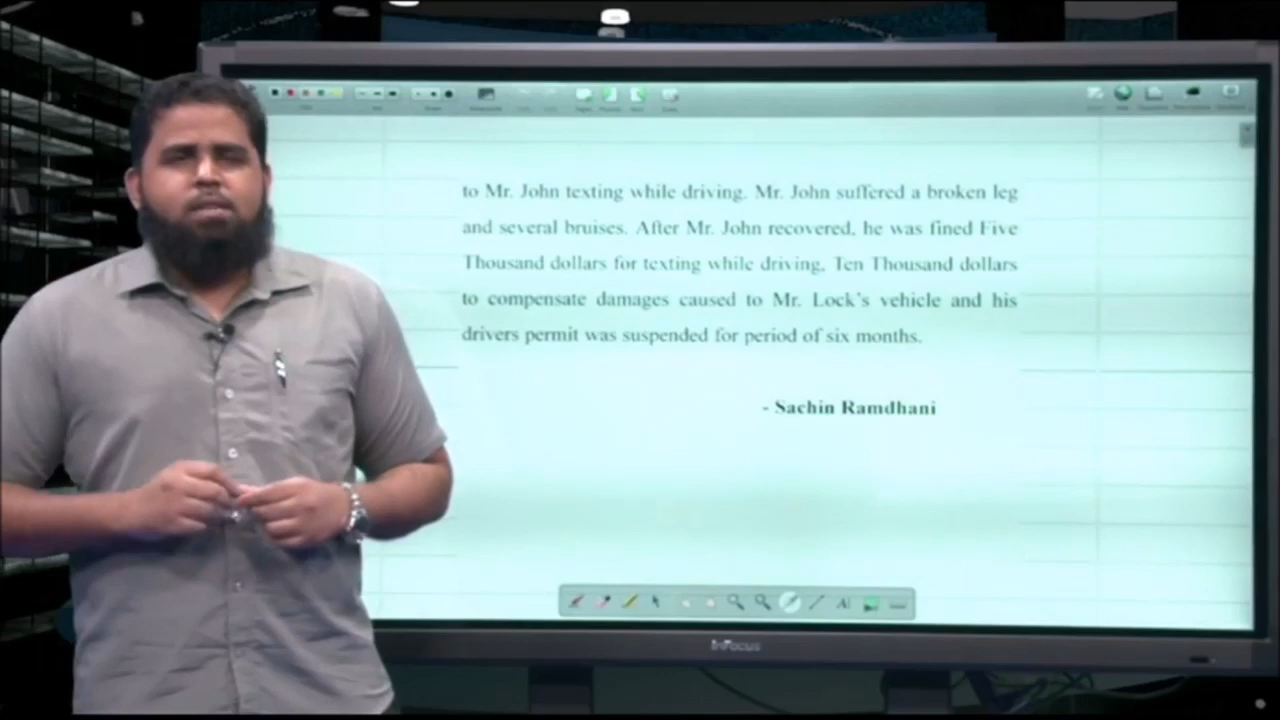 to Mr. John texting while driving. Mr. John suffered a broken leg
and several bruises. After Mr. John recovered, he was fined Five
Thousand dollars for texting while driving, Ten Thousand dollars
to compensate damages caused to Mr. Lock's vehicle and his
drivers permit was suspended for period of six months.
- Sachin Ramdhani
InFocus